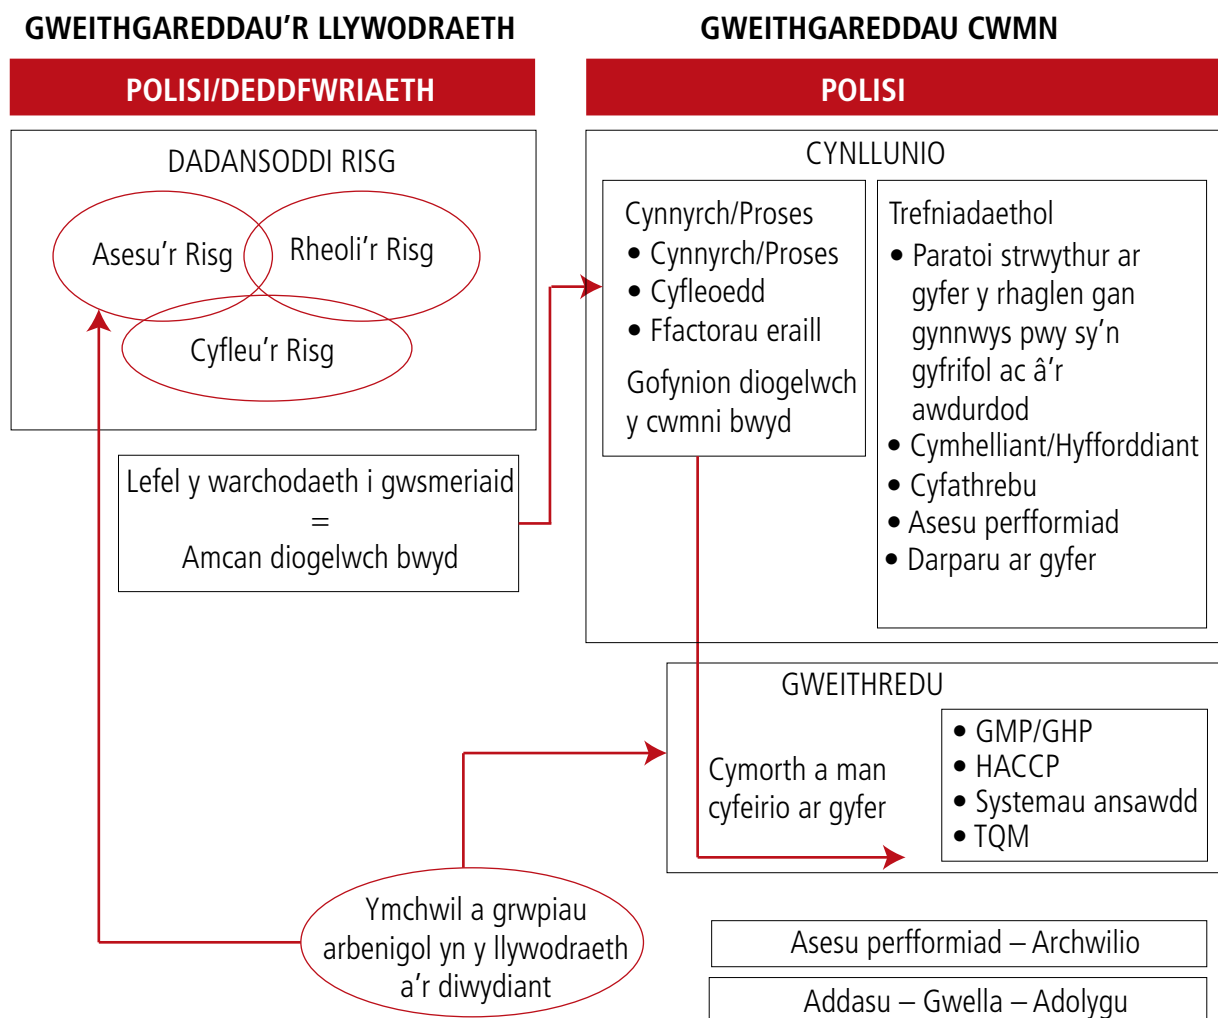 GWEITHGAREDDAU'R LLYWODRAETH
POLISI/DEDDFWRIAETH
DADANSODDI RISG
Asesu'r Risg
Rheoli'r Risg
Cyfleu'r Risg
Lefel y warchodaeth i gwsmeriaid
=
Amcan diogelwch bwyd
GWEITHGAREDDAU CWMN
POLISI
CYNLLUNIO
Cynnyrch/Proses
• Cynnyrch/Proses
• Cyfleoedd
• Ffactorau eraill
Gofynion diogelwch
y cwmni bwyd
Trefniadaethol
• Paratoi strwythur ar
gyfer y rhaglen gan
gynnwys pwy sy'n
gyfrifol ac â'r
awdurdod
• Cymhelliant/Hyfforddiant
• Cyfathrebu
• Asesu perfformiad
• Darparu ar gyfer
GWEITHREDU
Cymorth a man
cyfeirio ar gyfer
• GMP/GHP
• HACCP
• Systemau ansawdd
• TQM
Ymchwil a grwpiau
arbenigol yn y llywodraeth
a'r diwydiant
Asesu perfformiad – Archwilio
Addasu – Gwella – Adolygu